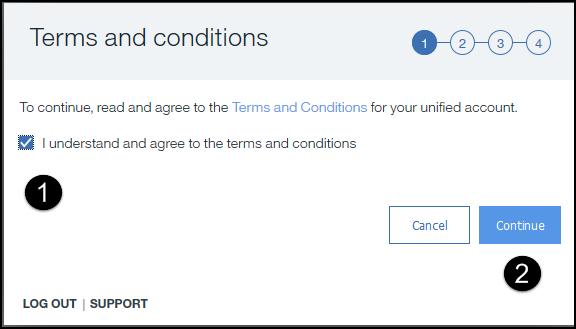 Terms and conditions
1 2 3 4
To continue, read and agree to the Terms and Conditions for your unified account.
I understand and agree to the terms and conditions
1
Cancel Continue
2
LOG OUT | SUPPORT